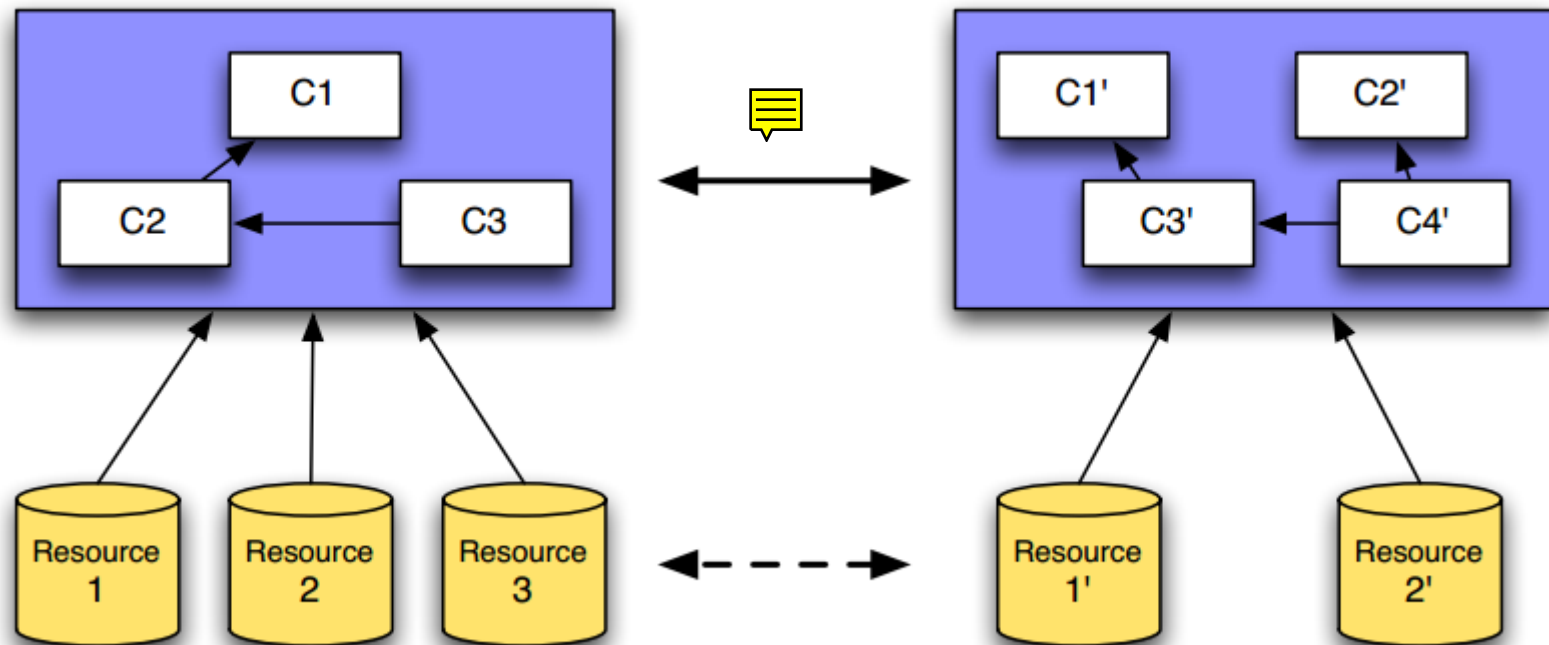 C1
C1'
C2'
C2
C3
C3'
C4'
Resource
1
Resource
2
Resource
3
Resource
1'
Resource
2'